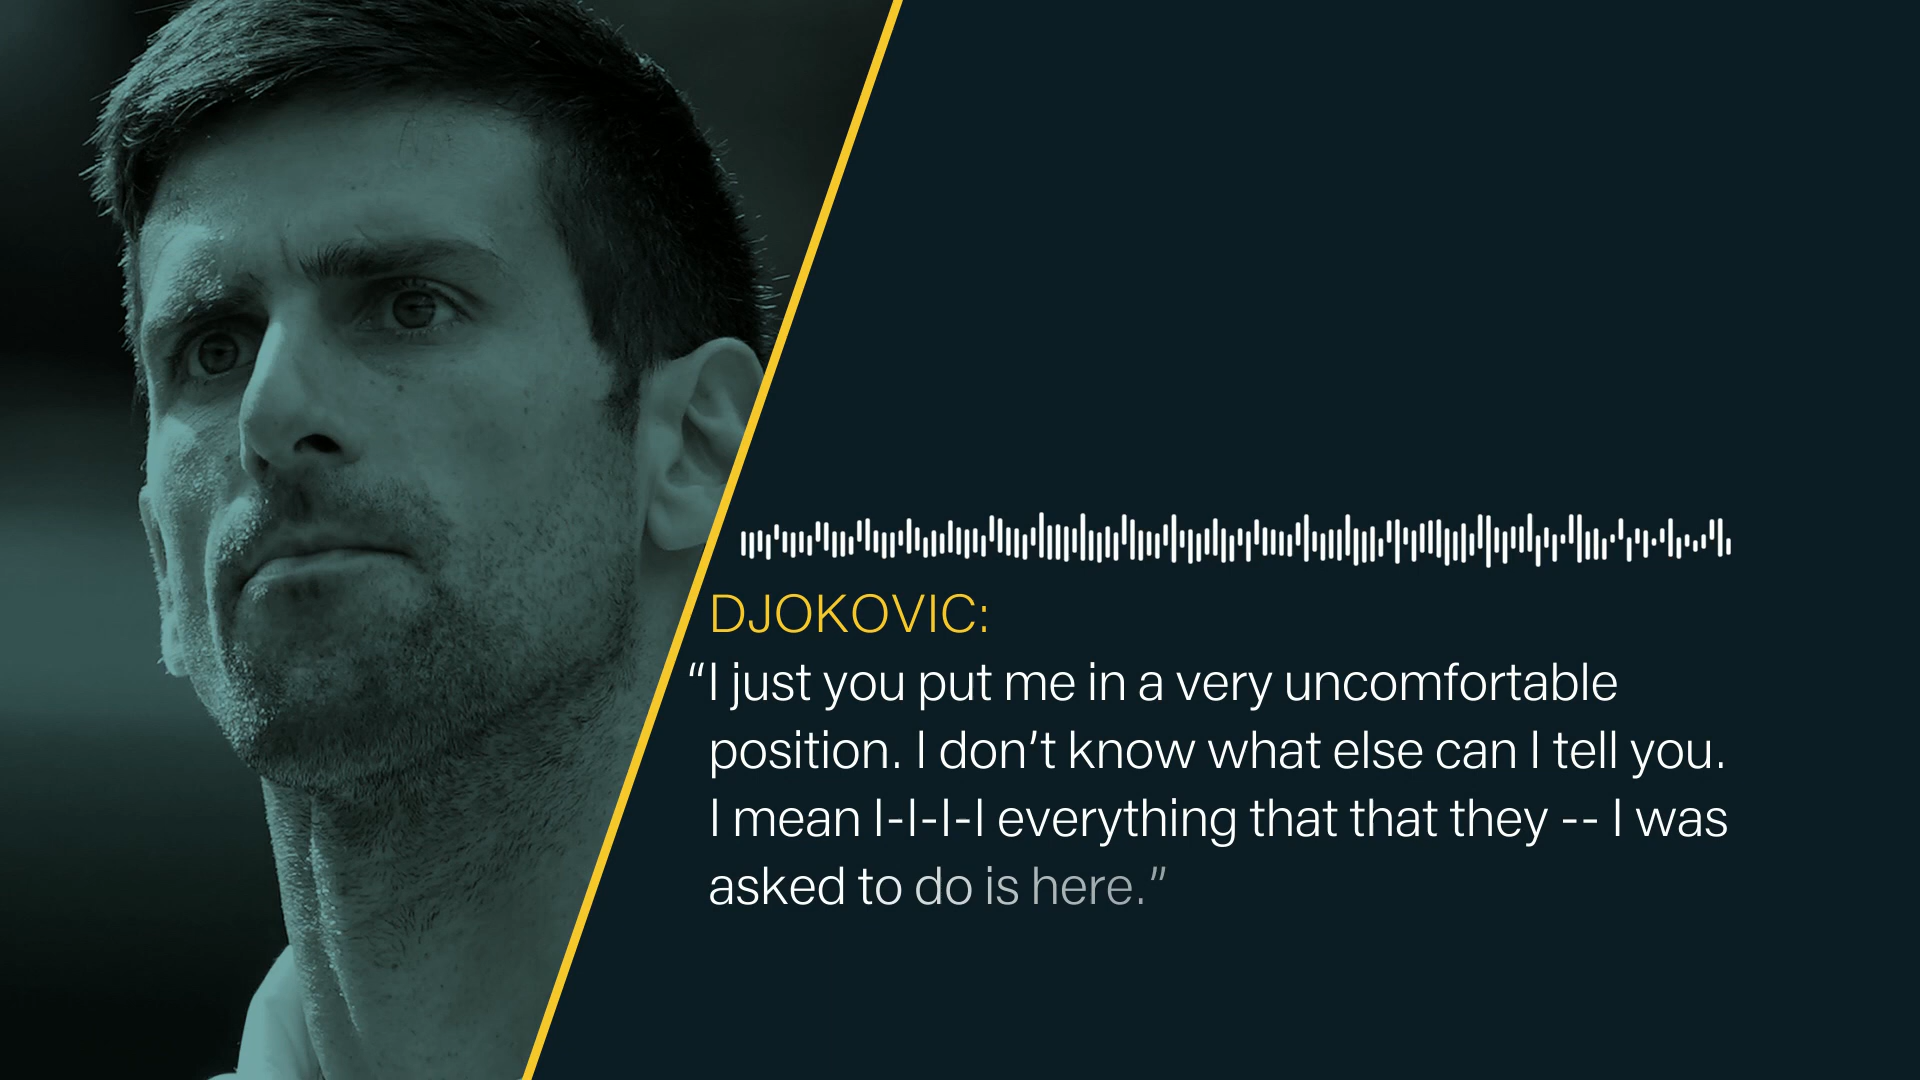 DJOKOVIC:
“I just you put me in a very uncomfortable
position. I don’t know what else can I tell you.
I mean I-I-I-I everything that that they -- I was
asked to do is here.”